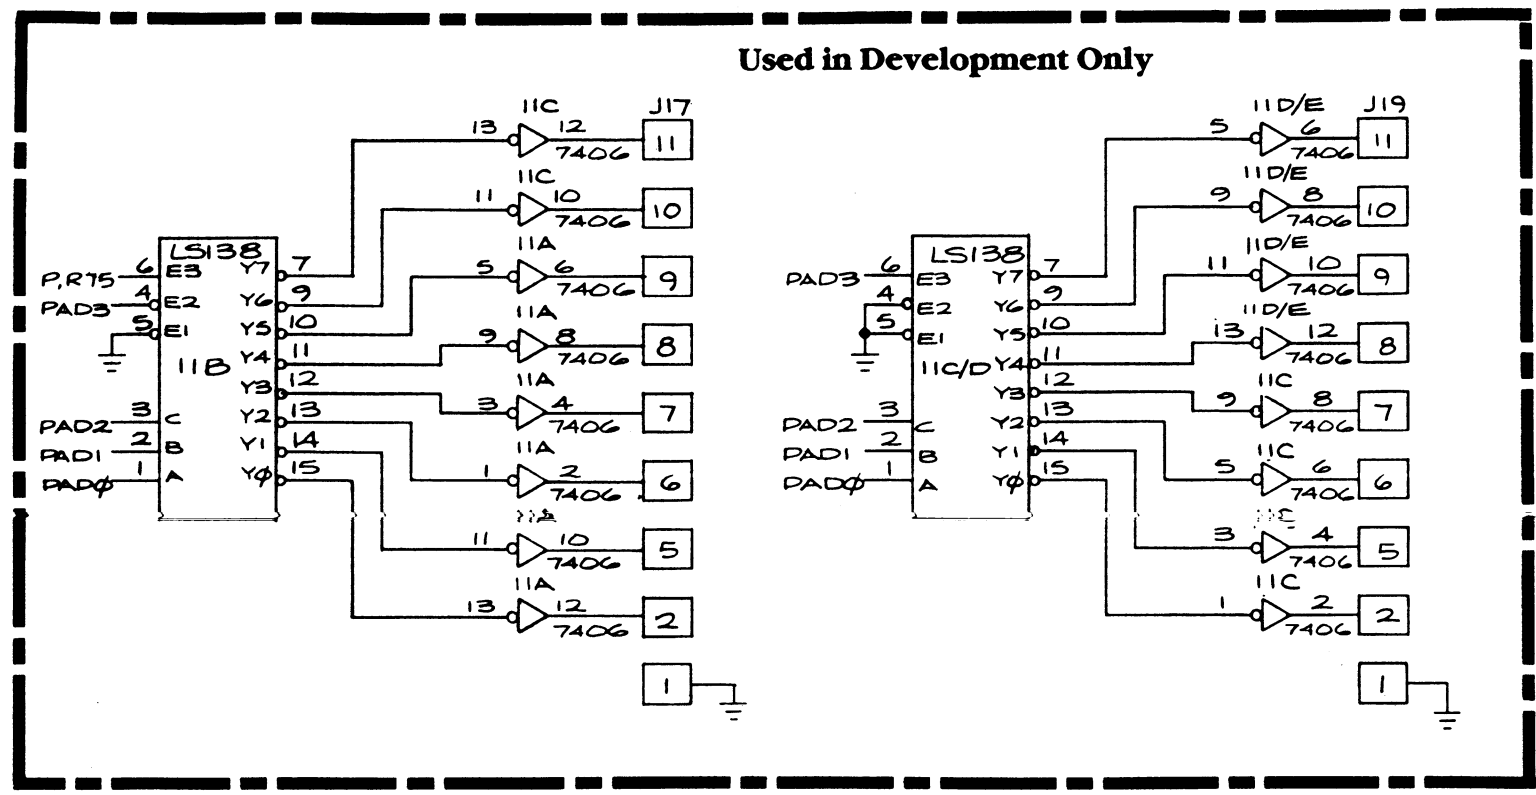 Used in Development Only
11C J17
13 12 7406 11
11C
11 10 7406 10
11A
5 6 7406 9
11A
9 8 7406 8
11A
3 4 7406 7
11A
1 2 7406 6
11 10 7406 5
11A
13 12 7406 2
1
LS138
P.R75 6 E3 Y7 7
PAD3 4 E2 Y6 9
5 E1 Y5 10
11B Y4 11
Y3 12
PAD2 3 C Y2 13
PAD1 2 B Y1 14
PADØ 1 A YØ 15
11D/E J19
5 6 7406 11
11D/E
9 8 7406 10
11D/E
11 10 7406 9
11D/E
13 12 7406 8
11C
9 8 7406 7
11C
5 6 7406 6
3 4 7406 5
11C
1 2 7406 2
1
LS138
PAD3 6 E3 Y7 7
4 E2 Y6 9
5 E1 Y5 10
11C/D Y4 11
Y3 12
PAD2 3 C Y2 13
PAD1 2 B Y1 14
PADØ 1 A YØ 15